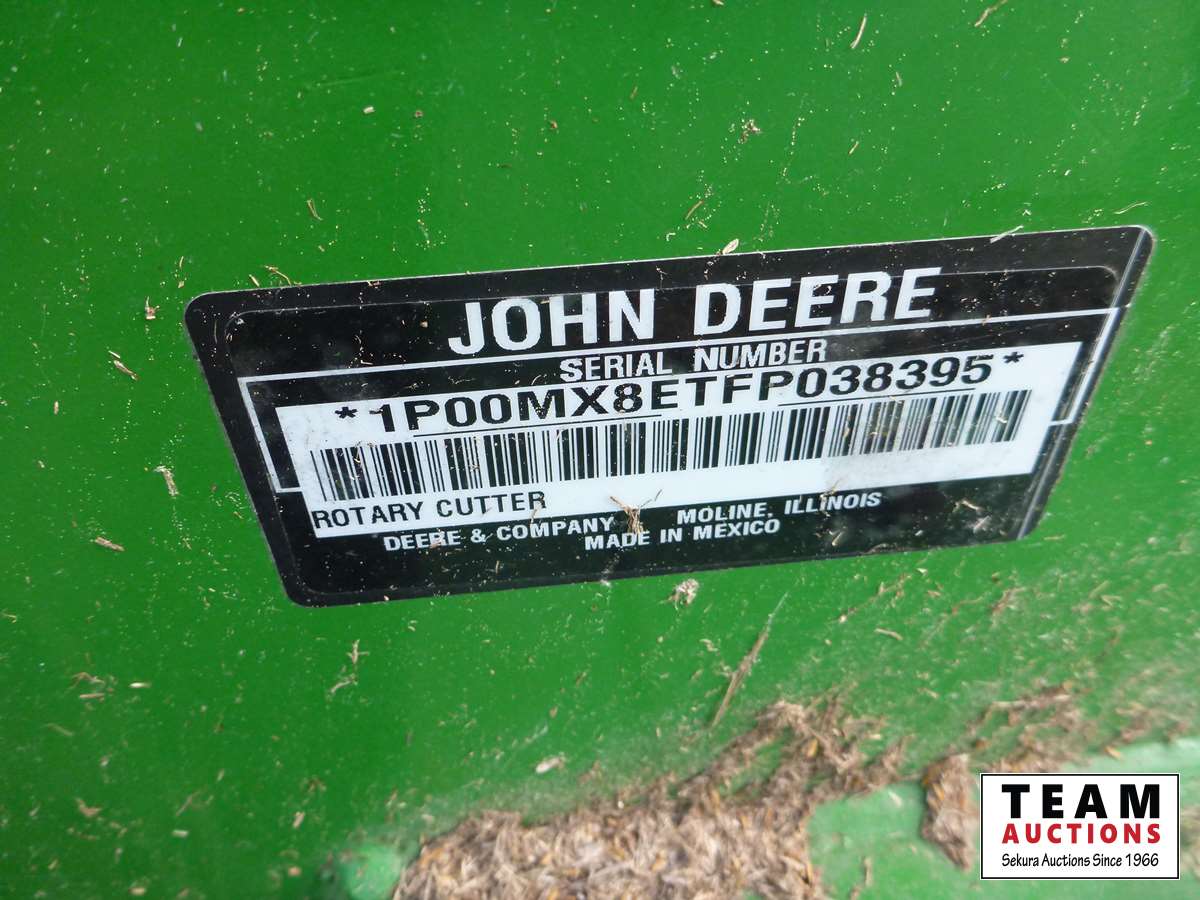 JOHN DEERE
SERIAL NUMBER
*1P00MX8ETFP038395*
ROTARY CUTTER
DEERE & COMPANY MOLINE, ILLINOIS
MADE IN MEXICO
TEAM
AUCTIONS
Sekura Auctions Since 1966